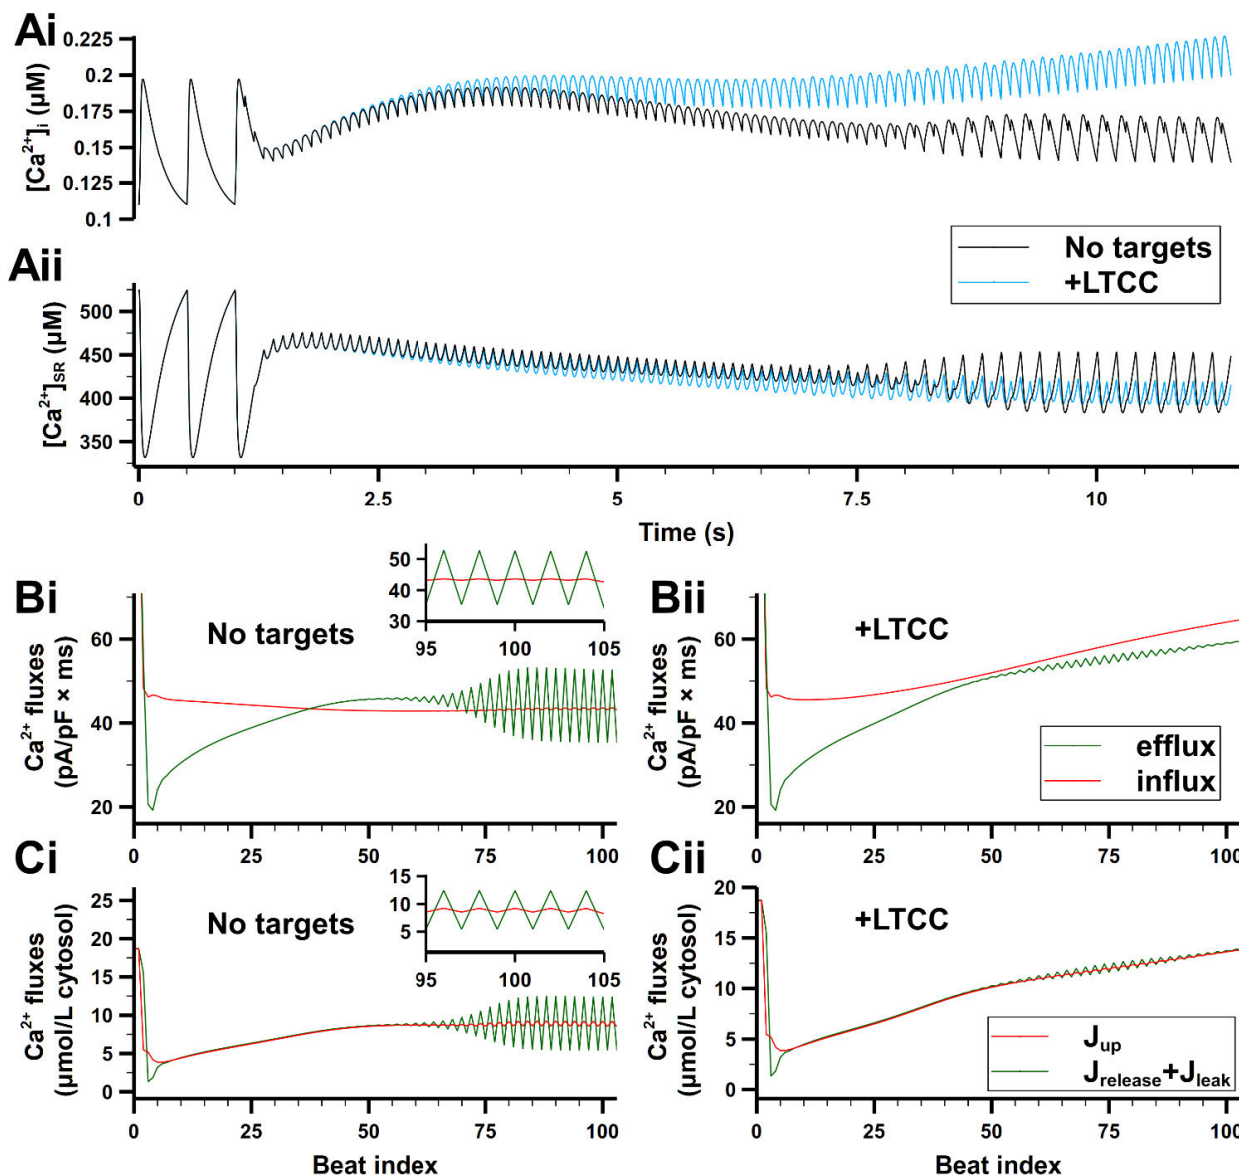 Ai
0.225
0.2
0.175
0.15
0.125
0.1
[Ca²⁺]ᵢ (µM)
No targets
+LTCC
Aii
500
450
400
350
[Ca²⁺]SR (µM)
0 2.5 5 7.5 10
Time (s)
Bi
No targets
50
40
30
95 100 105
60
40
20
Ca²⁺ fluxes
(pA/pF × ms)
0 25 50 75 100
Bii
+LTCC
60
40
20
Ca²⁺ fluxes
(pA/pF × ms)
efflux
influx
0 25 50 75 100
Ci
No targets
15
10
5
95 100 105
25
20
15
10
5
0
Ca²⁺ fluxes
(µmol/L cytosol)
0 25 50 75 100
Beat index
Cii
+LTCC
20
15
10
5
0
Ca²⁺ fluxes
(µmol/L cytosol)
Jup
Jrelease+Jleak
0 25 50 75 100
Beat index